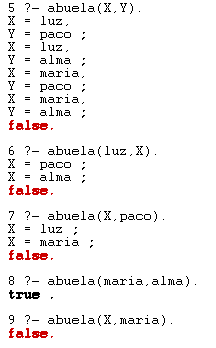 5 ?- abuela(X,Y).
X = luz,
Y = paco ;
X = luz,
Y = alma ;
X = maria,
Y = paco ;
X = maria,
Y = alma ;
false.
6 ?- abuela(luz,X).
X = paco ;
X = alma ;
false.
7 ?- abuela(X,paco).
X = luz ;
X = maria ;
false.
8 ?- abuela(maria,alma).
true .
9 ?- abuela(X,maria).
false.